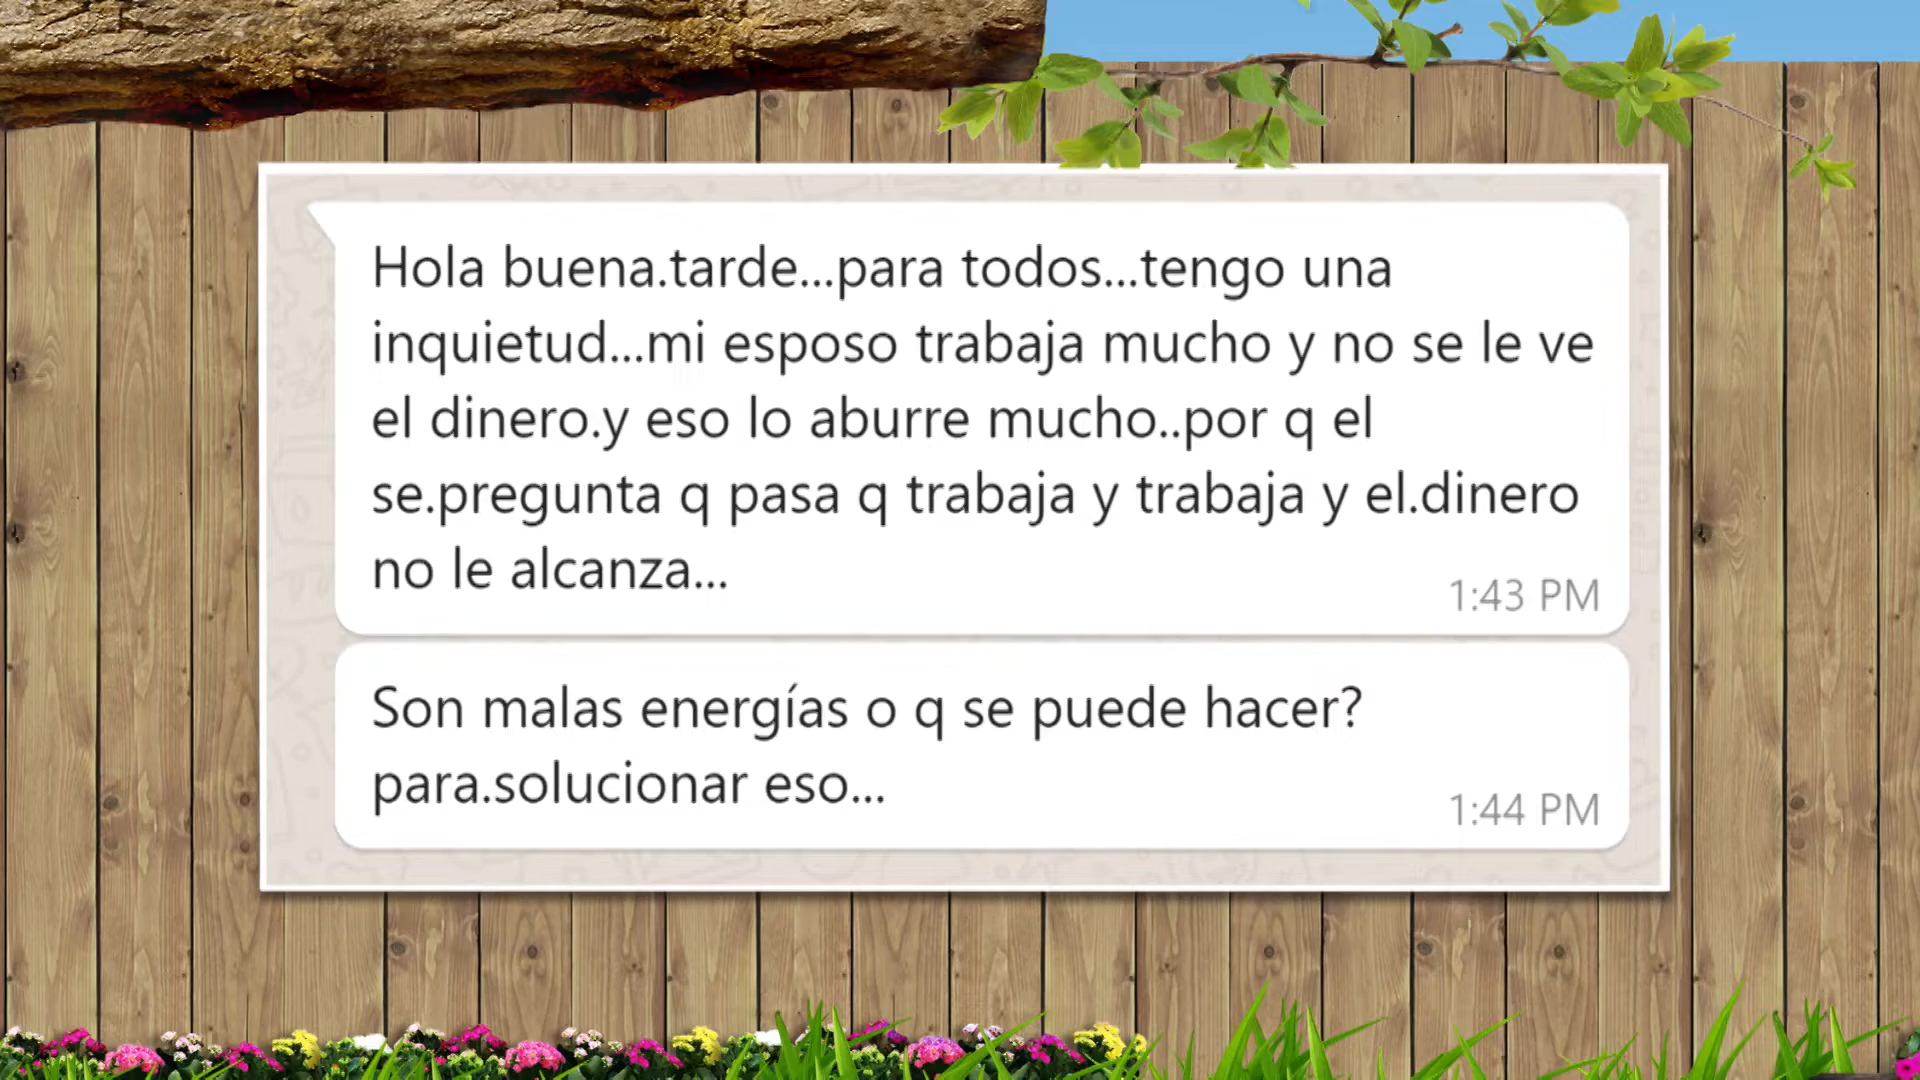 Hola buena.tarde...para todos...tengo una
inquietud...mi esposo trabaja mucho y no se le ve
el dinero.y eso lo aburre mucho..por q el
se.pregunta q pasa q trabaja y trabaja y el.dinero
no le alcanza...
1:43 PM
Son malas energías o q se puede hacer?
para.solucionar eso...
1:44 PM